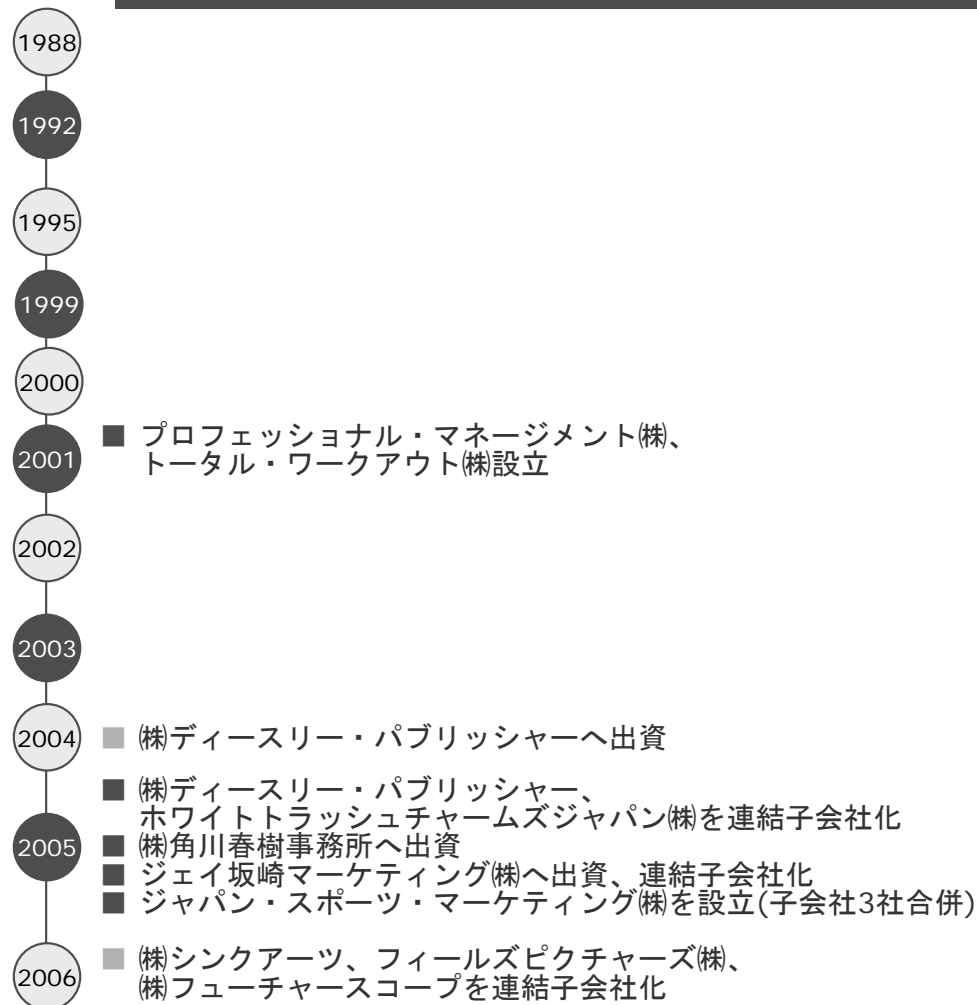 1988
1992
1995
1999
2000
2001
■ プロフェッショナル・マネージメント㈱、
トータル・ワークアウト㈱設立
2002
2003
2004
■ ㈱ディースリー・パブリッシャーへ出資
2005
■ ㈱ディースリー・パブリッシャー、
ホワイトトラッシュチャームズジャパン㈱を連結子会社化
■ ㈱角川春樹事務所へ出資
■ ジェイ坂崎マーケティング㈱へ出資、連結子会社化
■ ジャパン・スポーツ・マーケティング㈱を設立(子会社3社合併)
2006
■ ㈱シンクアーツ、フィールズピクチャーズ㈱、
㈱フューチャースコープを連結子会社化